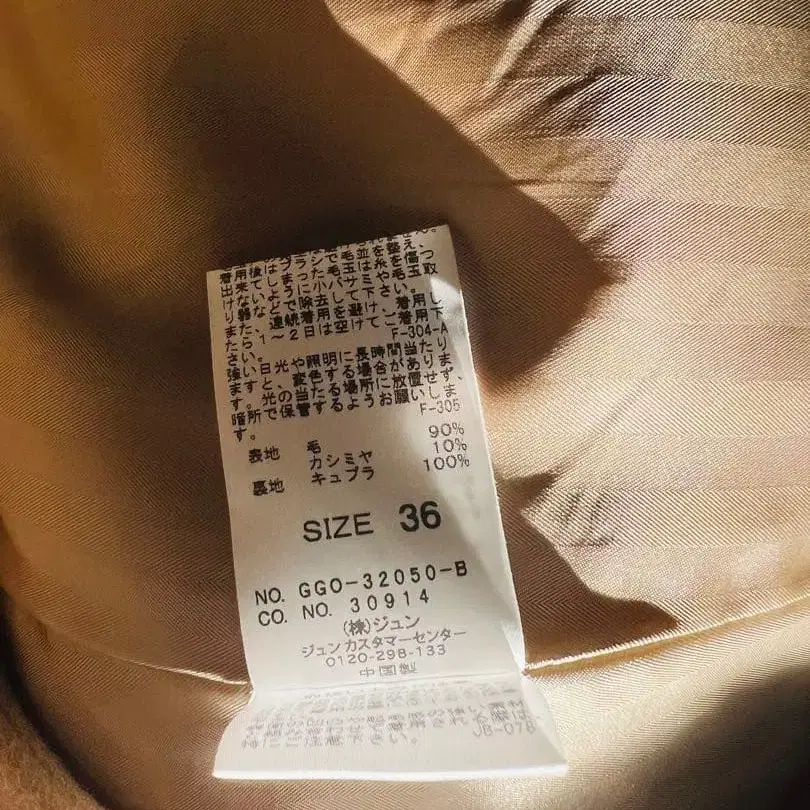 着用後はブラシで毛並を整え、
出来てしまった毛玉は糸を傷つ
けないように小バサミや毛玉取
り器などで除去して下さい。
また、連続着用を避け、着用し
たら1～2日は空けてご着用下
さい。 F-304-A
強い日光や照明に長時間当たり
ますと、変色する場合がありま
す。光の当たる場所に放置せず、
暗所で保管するようお願いしま
す。 F-305
表地 毛 90%
カシミヤ 10%
裏地 キュプラ 100%
SIZE 36
NO. GGO-32050-B
CO. NO. 30914
(株)ジュン
ジュンカスタマーセンター
0120-298-133
中国製
JB-078